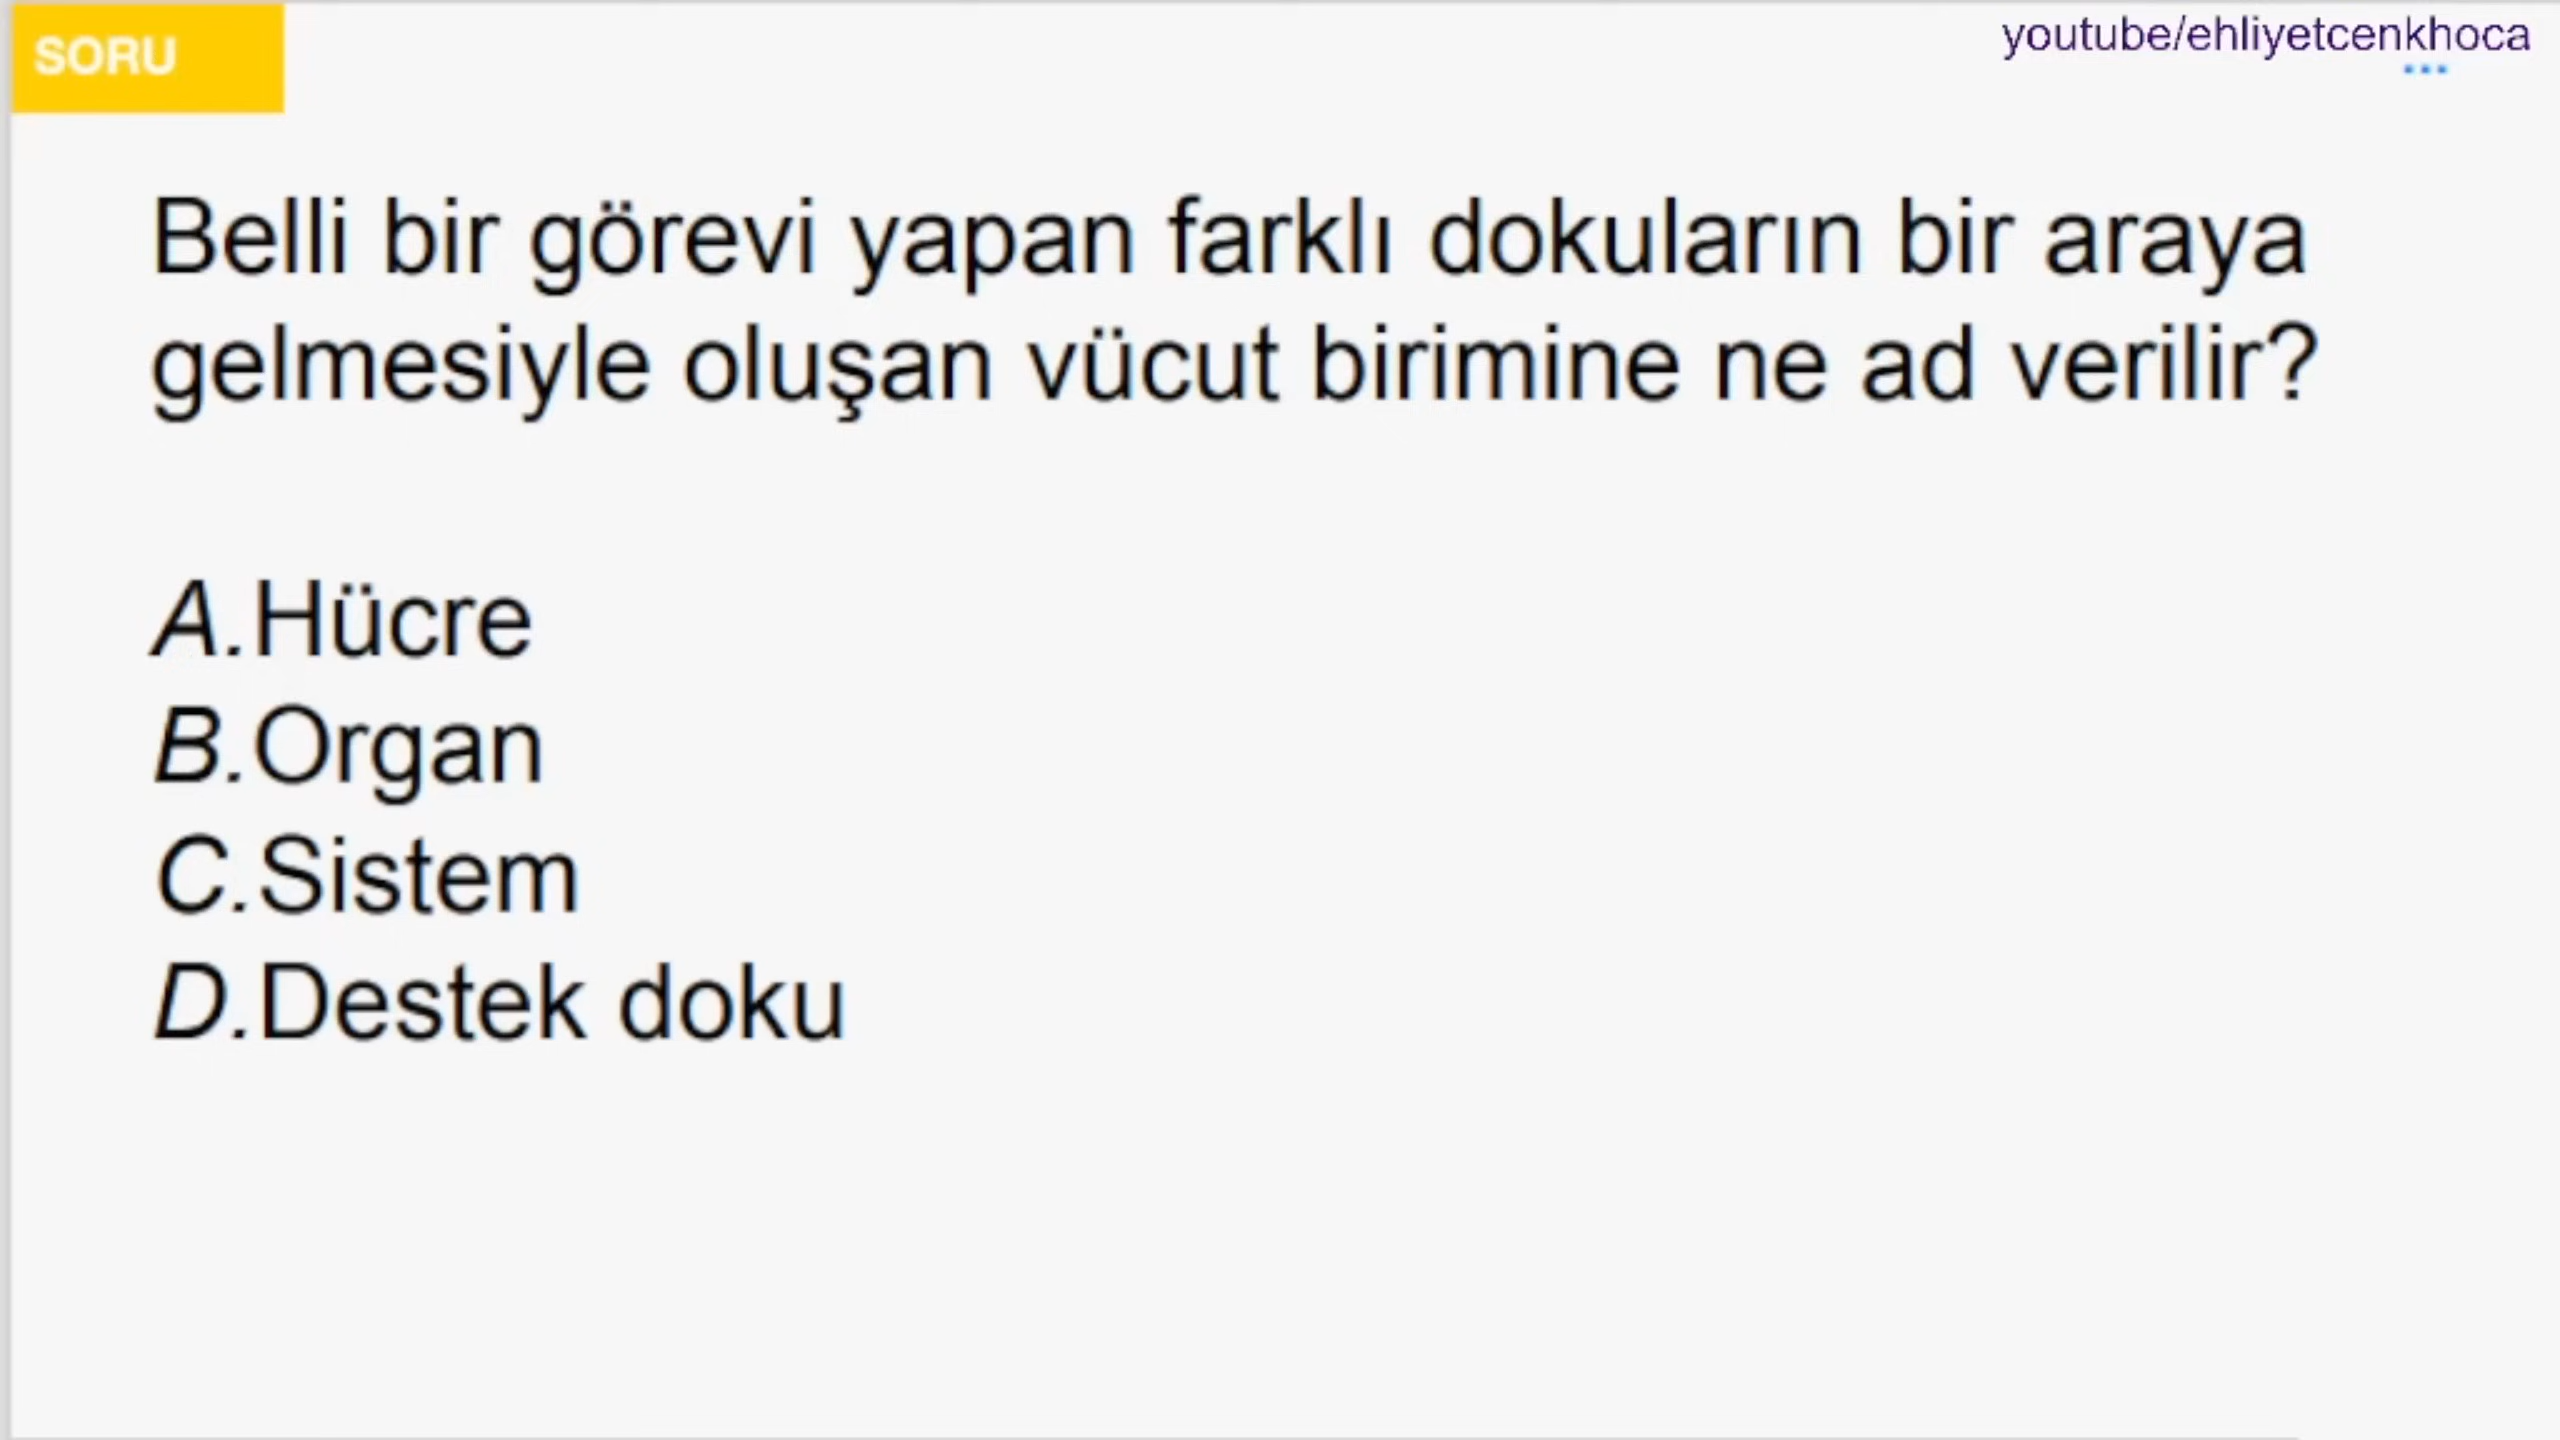 SORU
youtube/ehliyetcenkhoca
Belli bir görevi yapan farklı dokuların bir araya
gelmesiyle oluşan vücut birimine ne ad verilir?
A.Hücre
B.Organ
C.Sistem
D.Destek doku